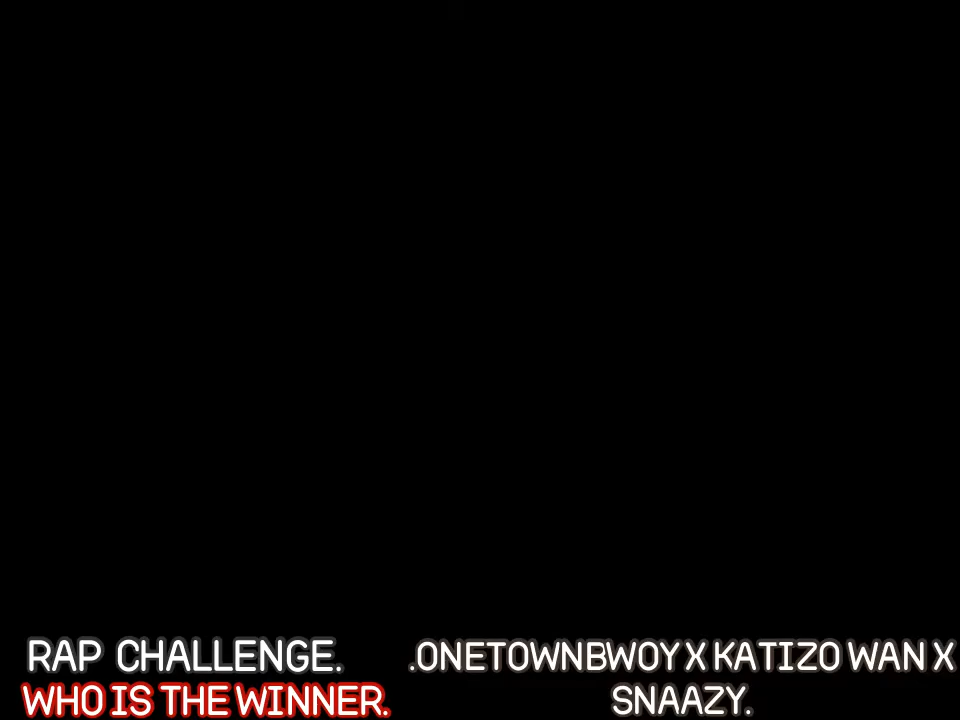 RAP CHALLENGE.
WHO IS THE WINNER.
.ONETOWNBWOY X KATIZO WAN X
SNAAZY.